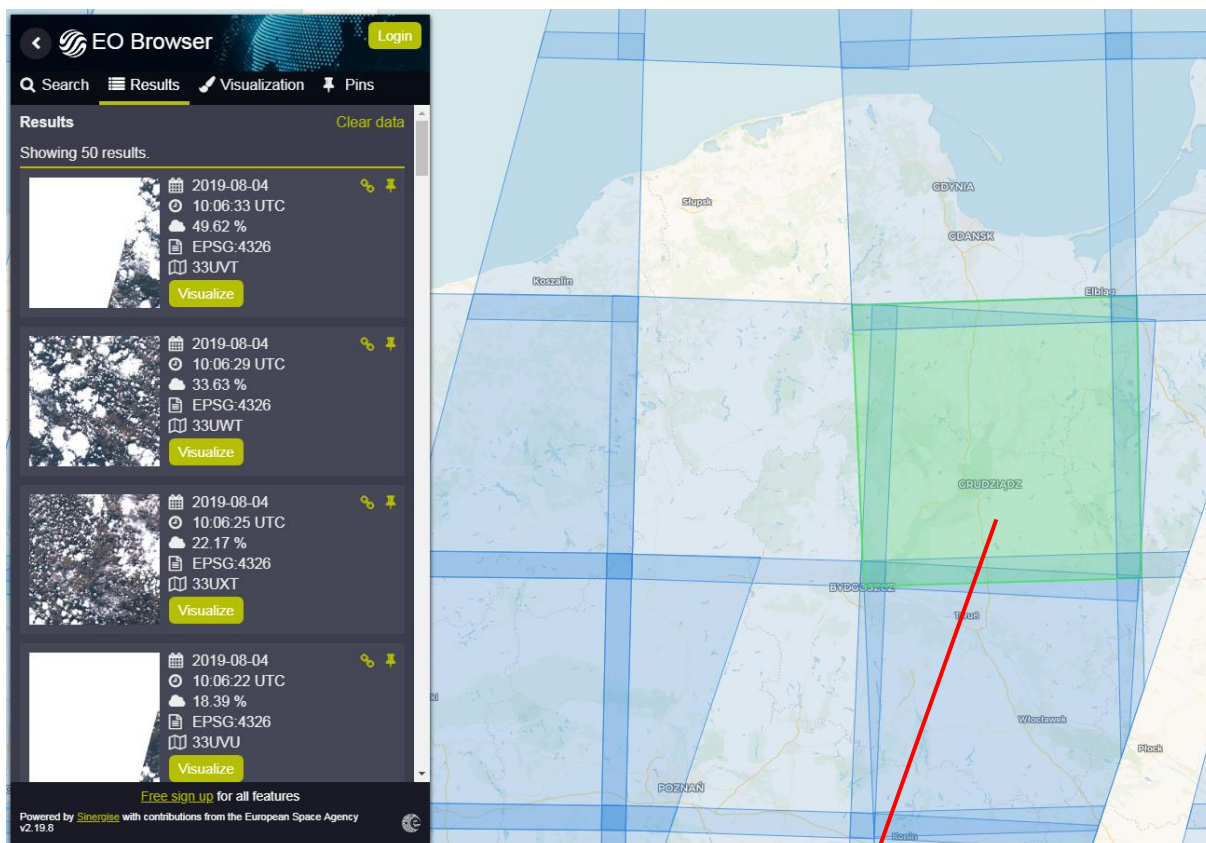 EO Browser
Login
Search
Results
Visualization
Pins
Results
Clear data
Showing 50 results.
2019-08-04
10:06:33 UTC
49.62 %
EPSG:4326
33UVT
Visualize
2019-08-04
10:06:29 UTC
33.63 %
EPSG:4326
33UWT
Visualize
2019-08-04
10:06:25 UTC
22.17 %
EPSG:4326
33UXT
Visualize
2019-08-04
10:06:22 UTC
18.39 %
EPSG:4326
33UVU
Visualize
Free sign up for all features
Powered by Sinergise with contributions from the European Space Agency
v2.19.8
GDYNIA
Słupsk
GDAŃSK
Koszalin
Elbląg
GRUDZIĄDZ
BYDGOSZCZ
Toruń
Włocławek
Płock
POZNAŃ
Konin